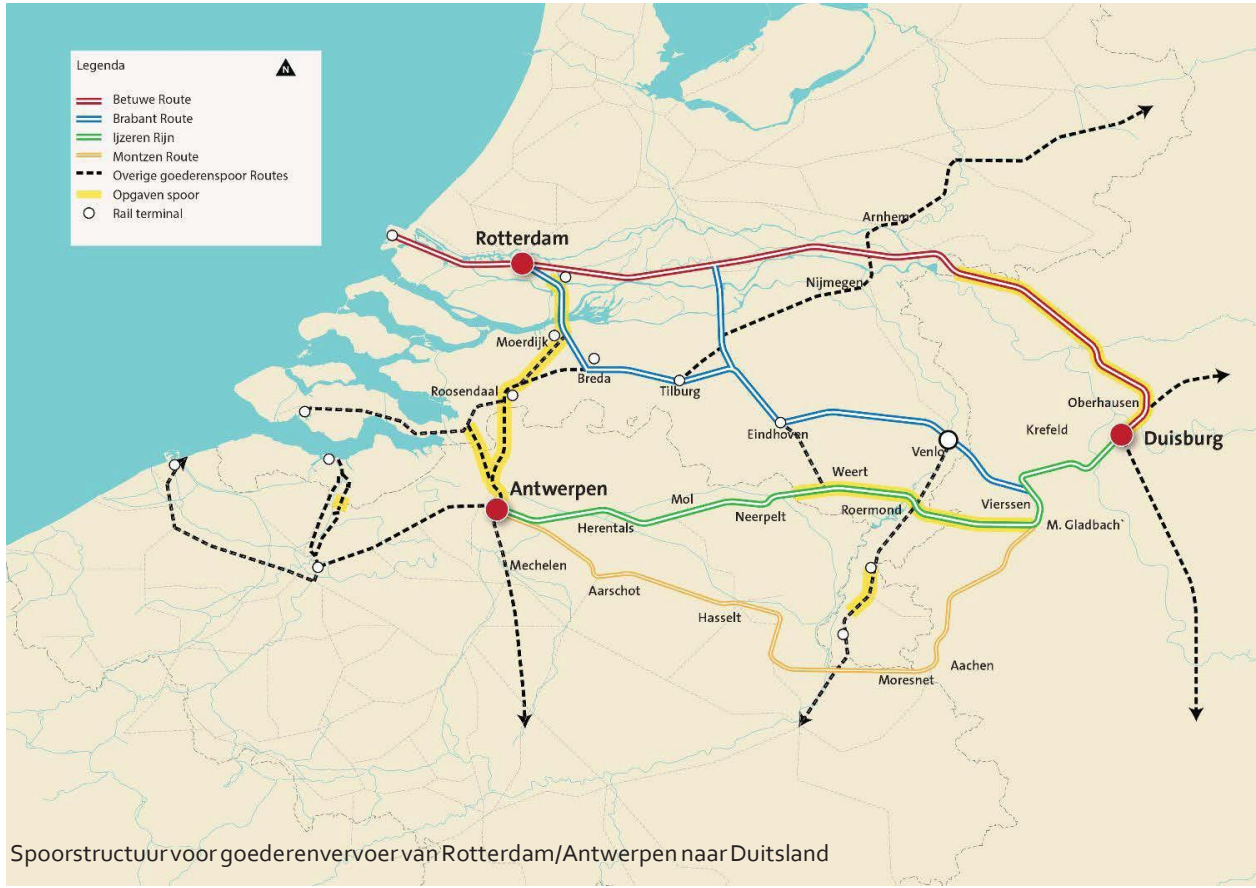 Legenda
N
Betuwe Route
Brabant Route
Ijzeren Rijn
Montzen Route
Overige goederenspoor Routes
Opgaven spoor
Rail terminal
Arnhem
Rotterdam
Nijmegen
Moerdijk
Breda
Roosendaal
Tilburg
Oberhausen
Krefeld
Eindhoven
Duisburg
Venlo
Weert
Antwerpen
Mol
Vierssen
Neerpelt
Roermond
Herentals
M. Gladbach`
Mechelen
Aarschot
Hasselt
Aachen
Moresnet
Spoorstructuur voor goederenvervoer van Rotterdam/Antwerpen naar Duitsland